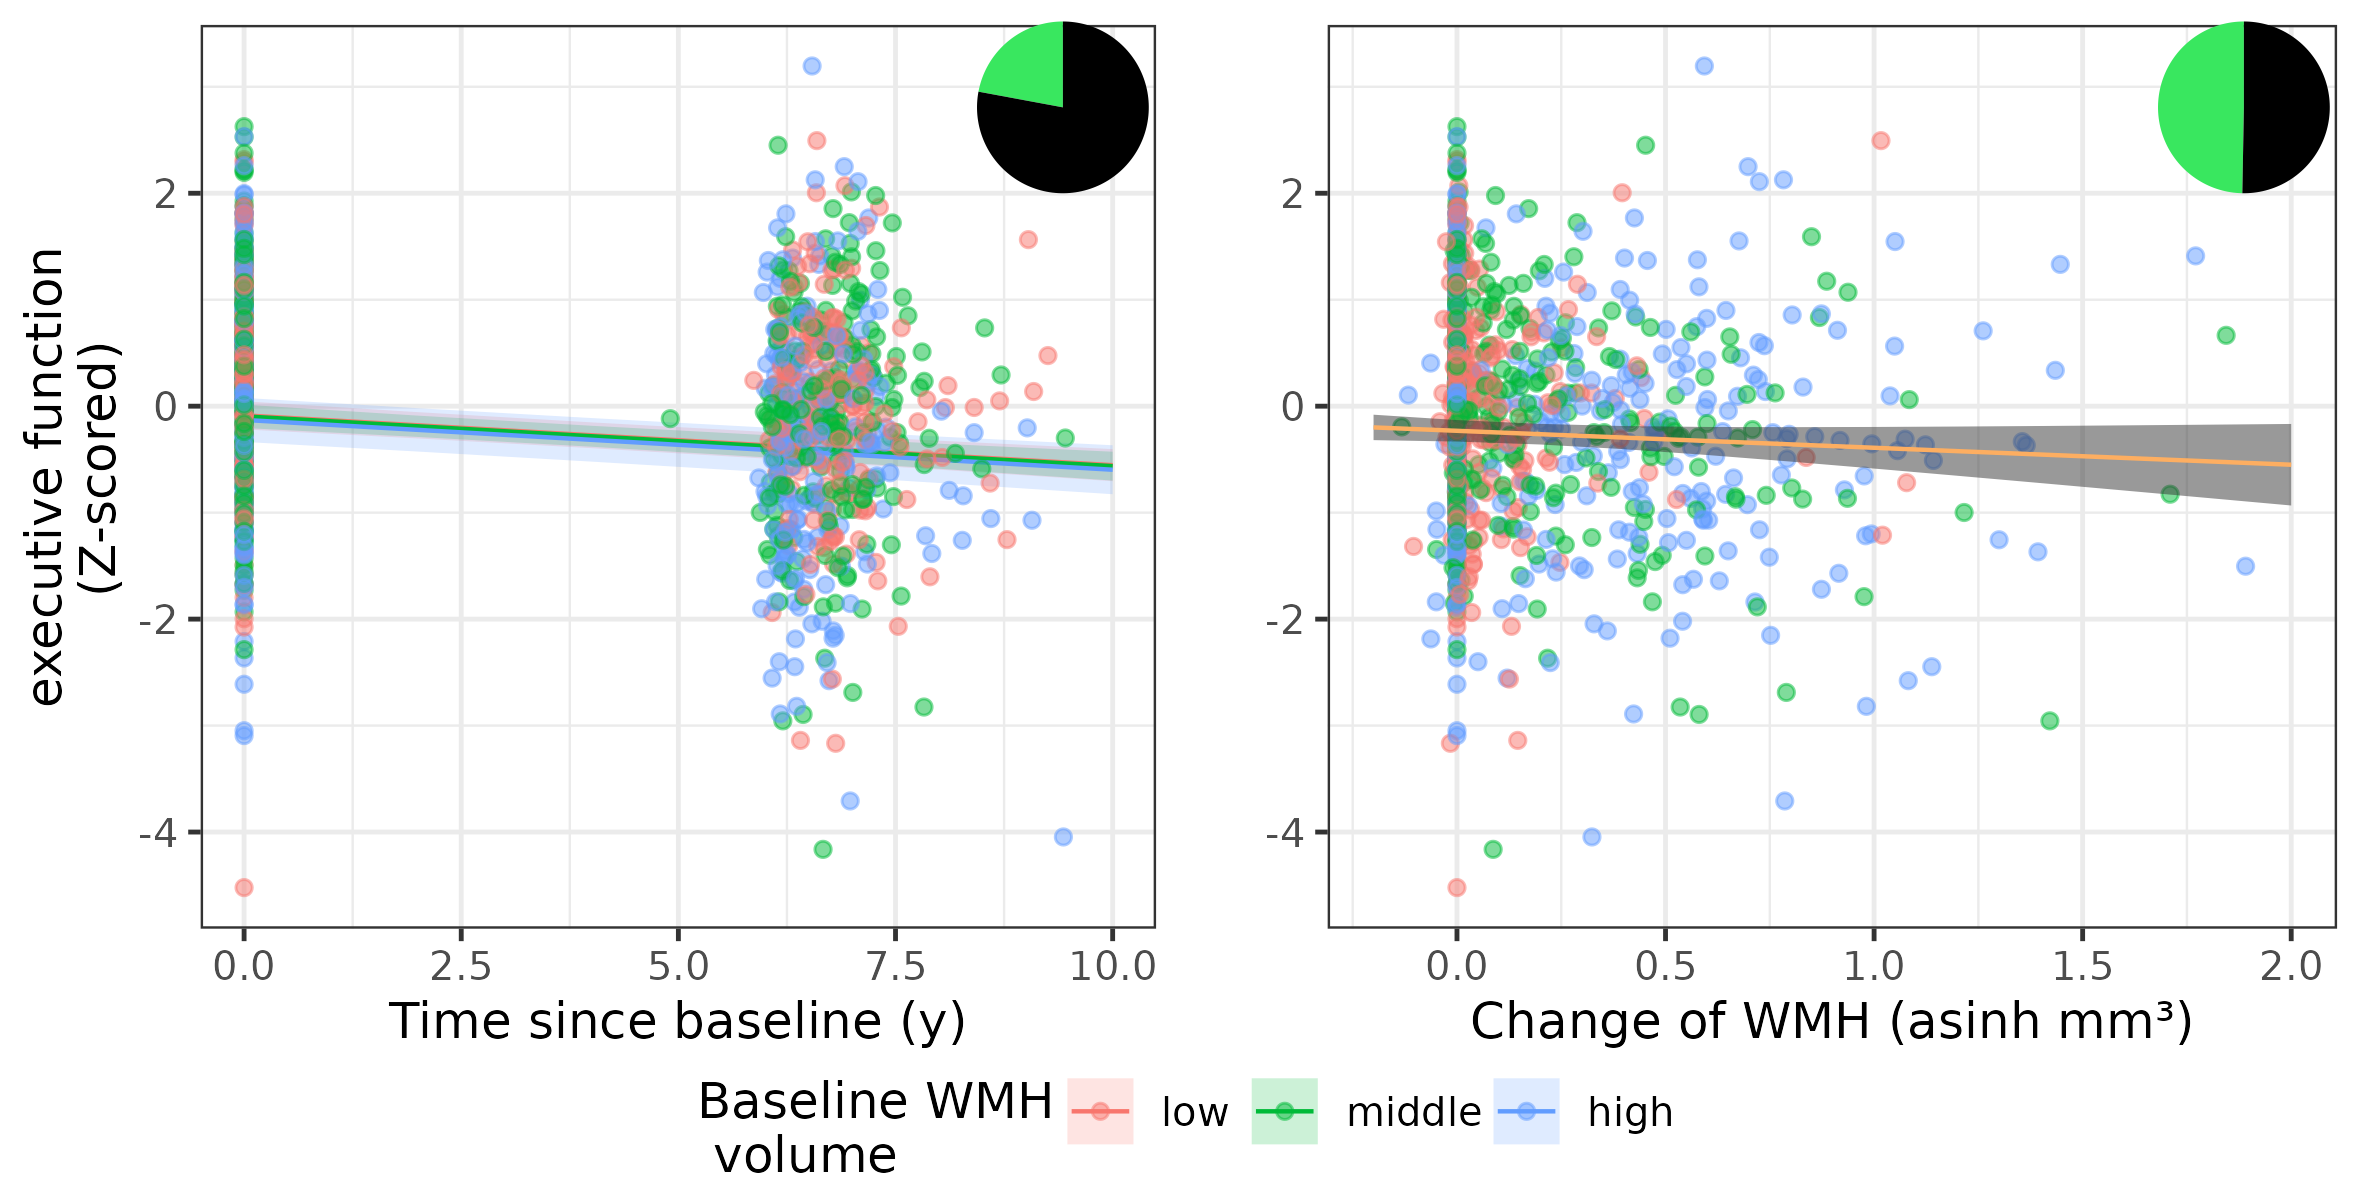 executive function
(Z-scored)
2
0
-2
-4
0.0 2.5 5.0 7.5 10.0
Time since baseline (y)
2
0
-2
-4
0.0 0.5 1.0 1.5 2.0
Change of WMH (asinh mm³)
Baseline WMH
volume
low middle high